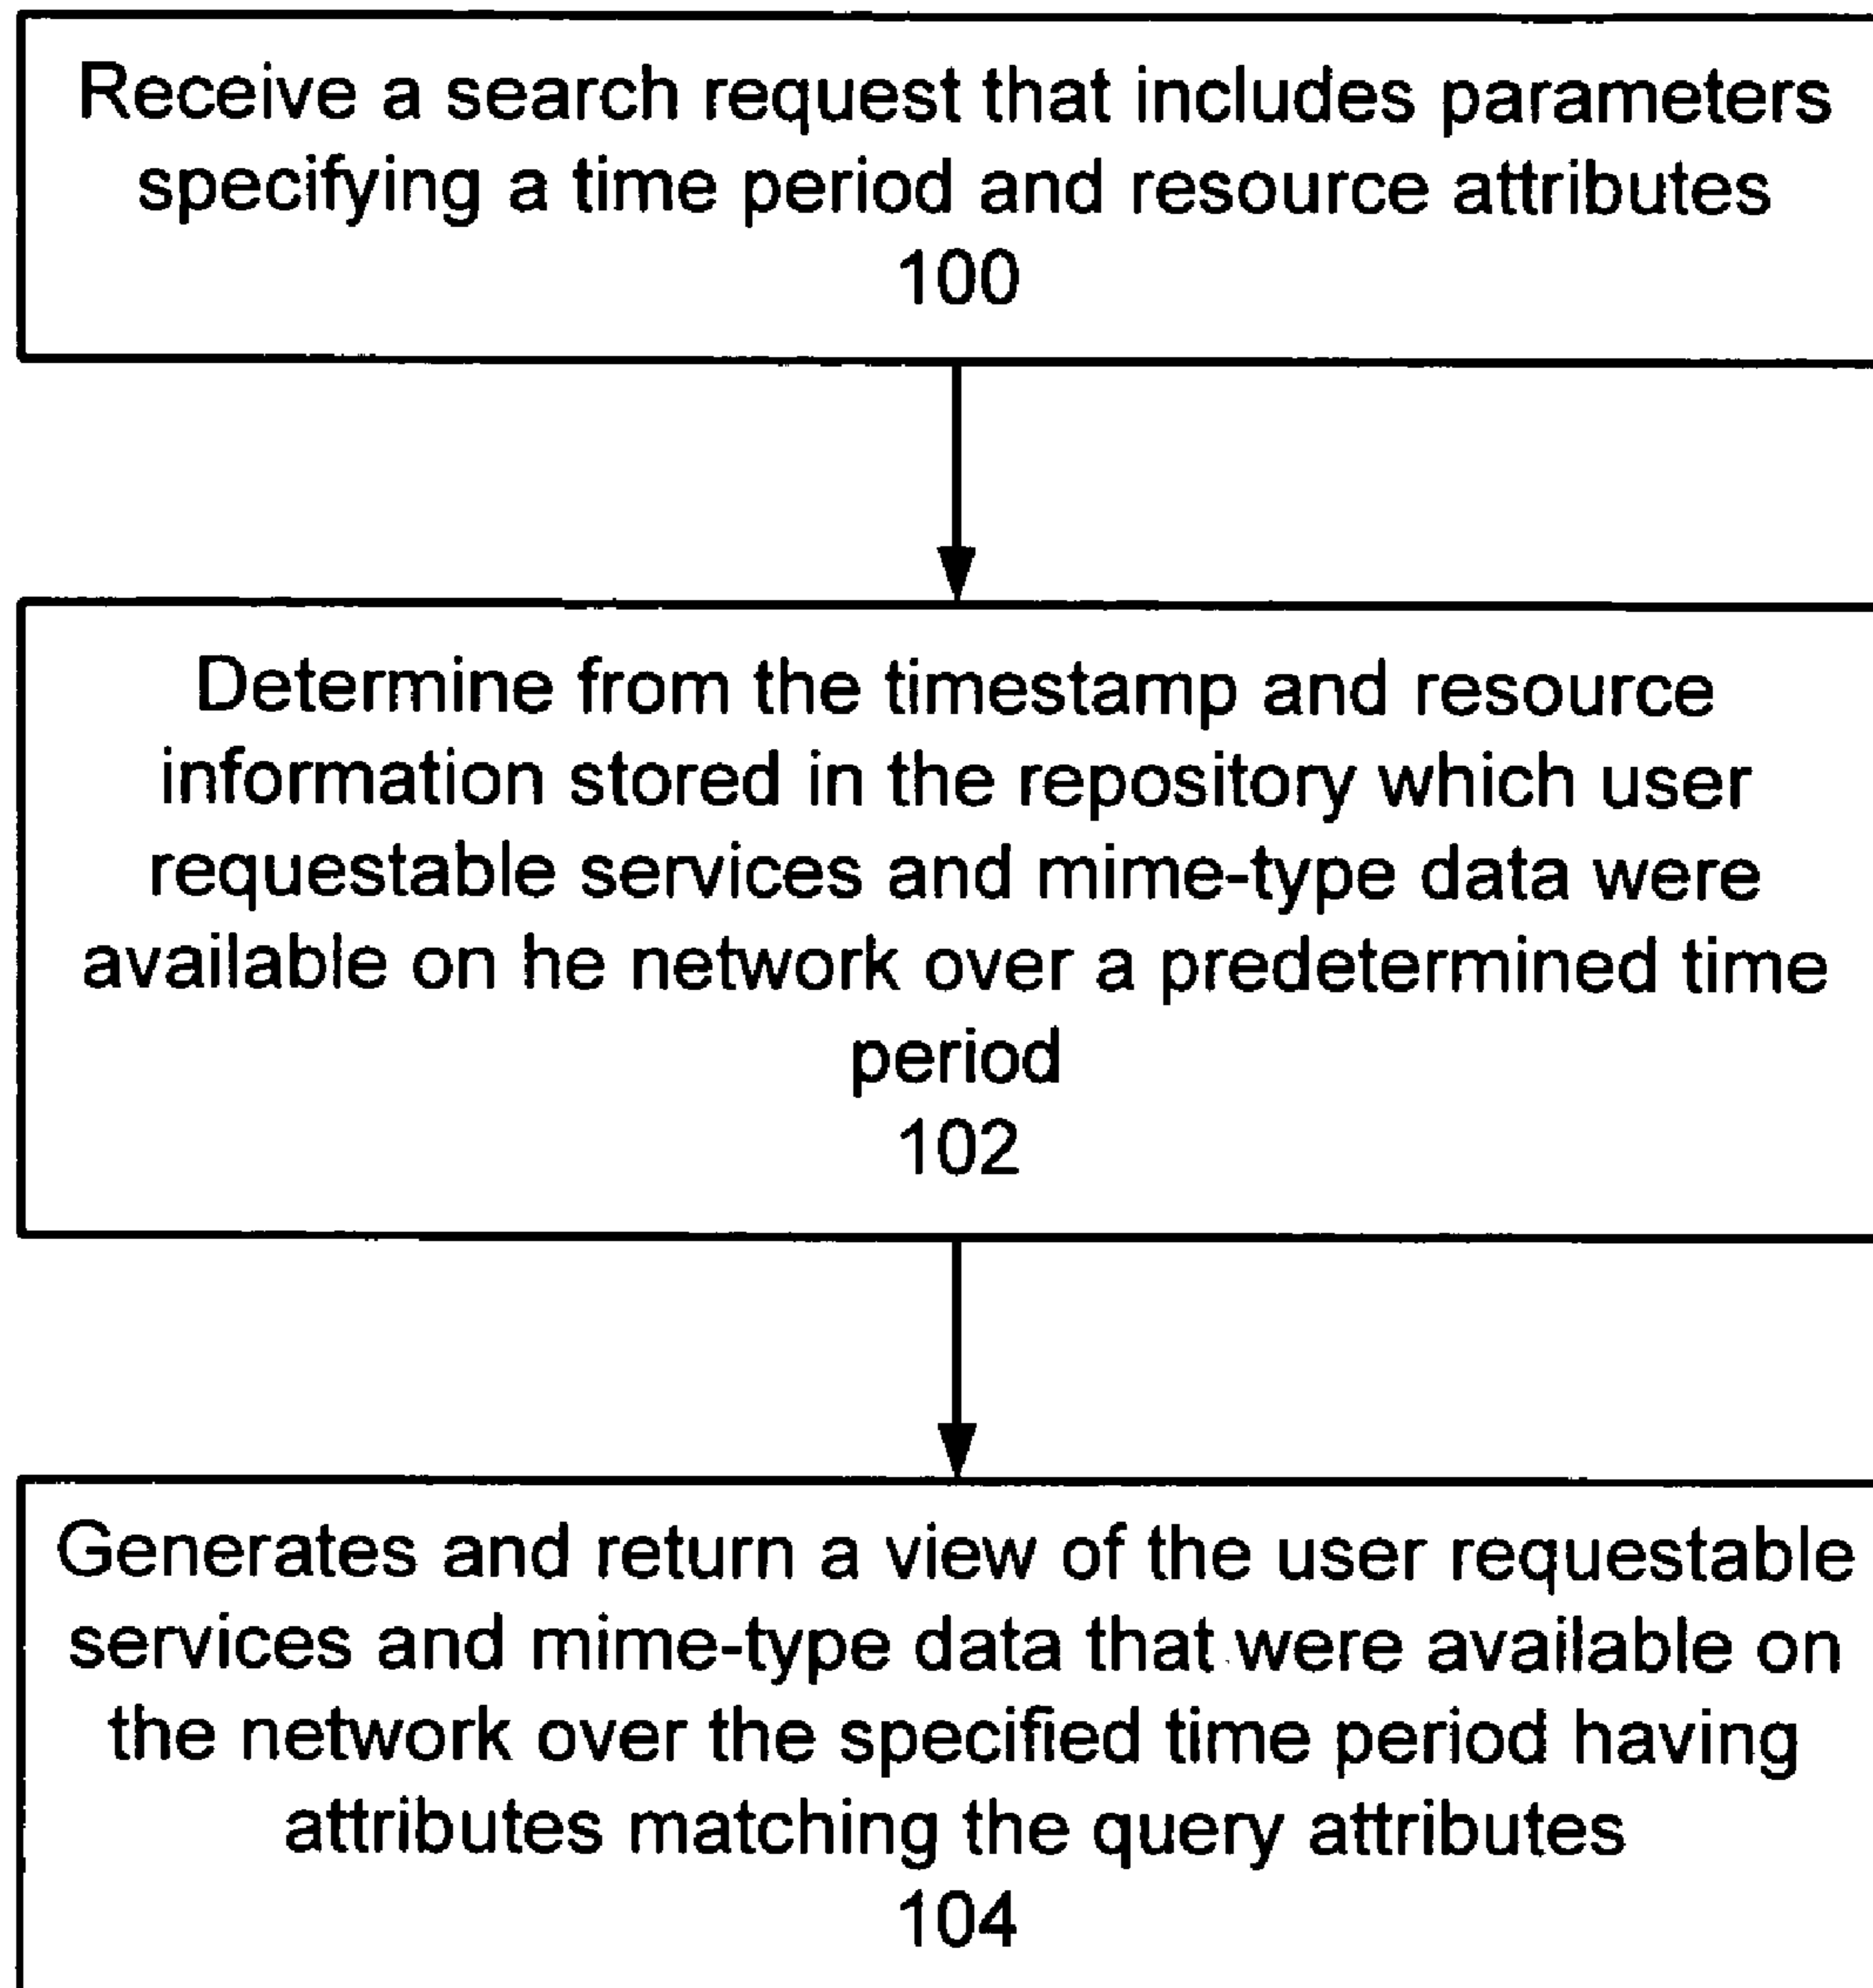 Receive a search request that includes parameters
specifying a time period and resource attributes
100
Determine from the timestamp and resource
information stored in the repository which user
requestable services and mime-type data were
available on he network over a predetermined time
period
102
Generates and return a view of the user requestable
services and mime-type data that were available on
the network over the specified time period having
attributes matching the query attributes
104